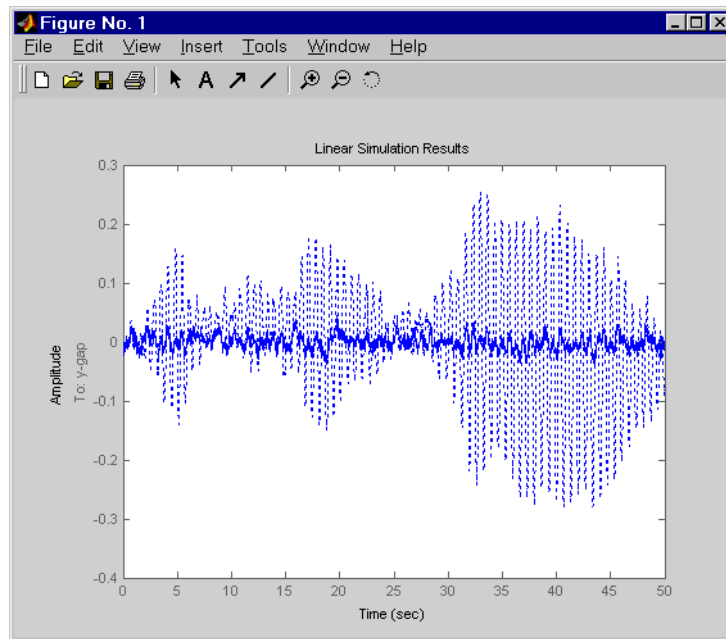 Figure No. 1
File Edit View Insert Tools Window Help
A
Linear Simulation Results
0.3
0.2
0.1
0
-0.1
-0.2
-0.3
-0.4
Amplitude
To: y-gap
0 5 10 15 20 25 30 35 40 45 50
Time (sec)